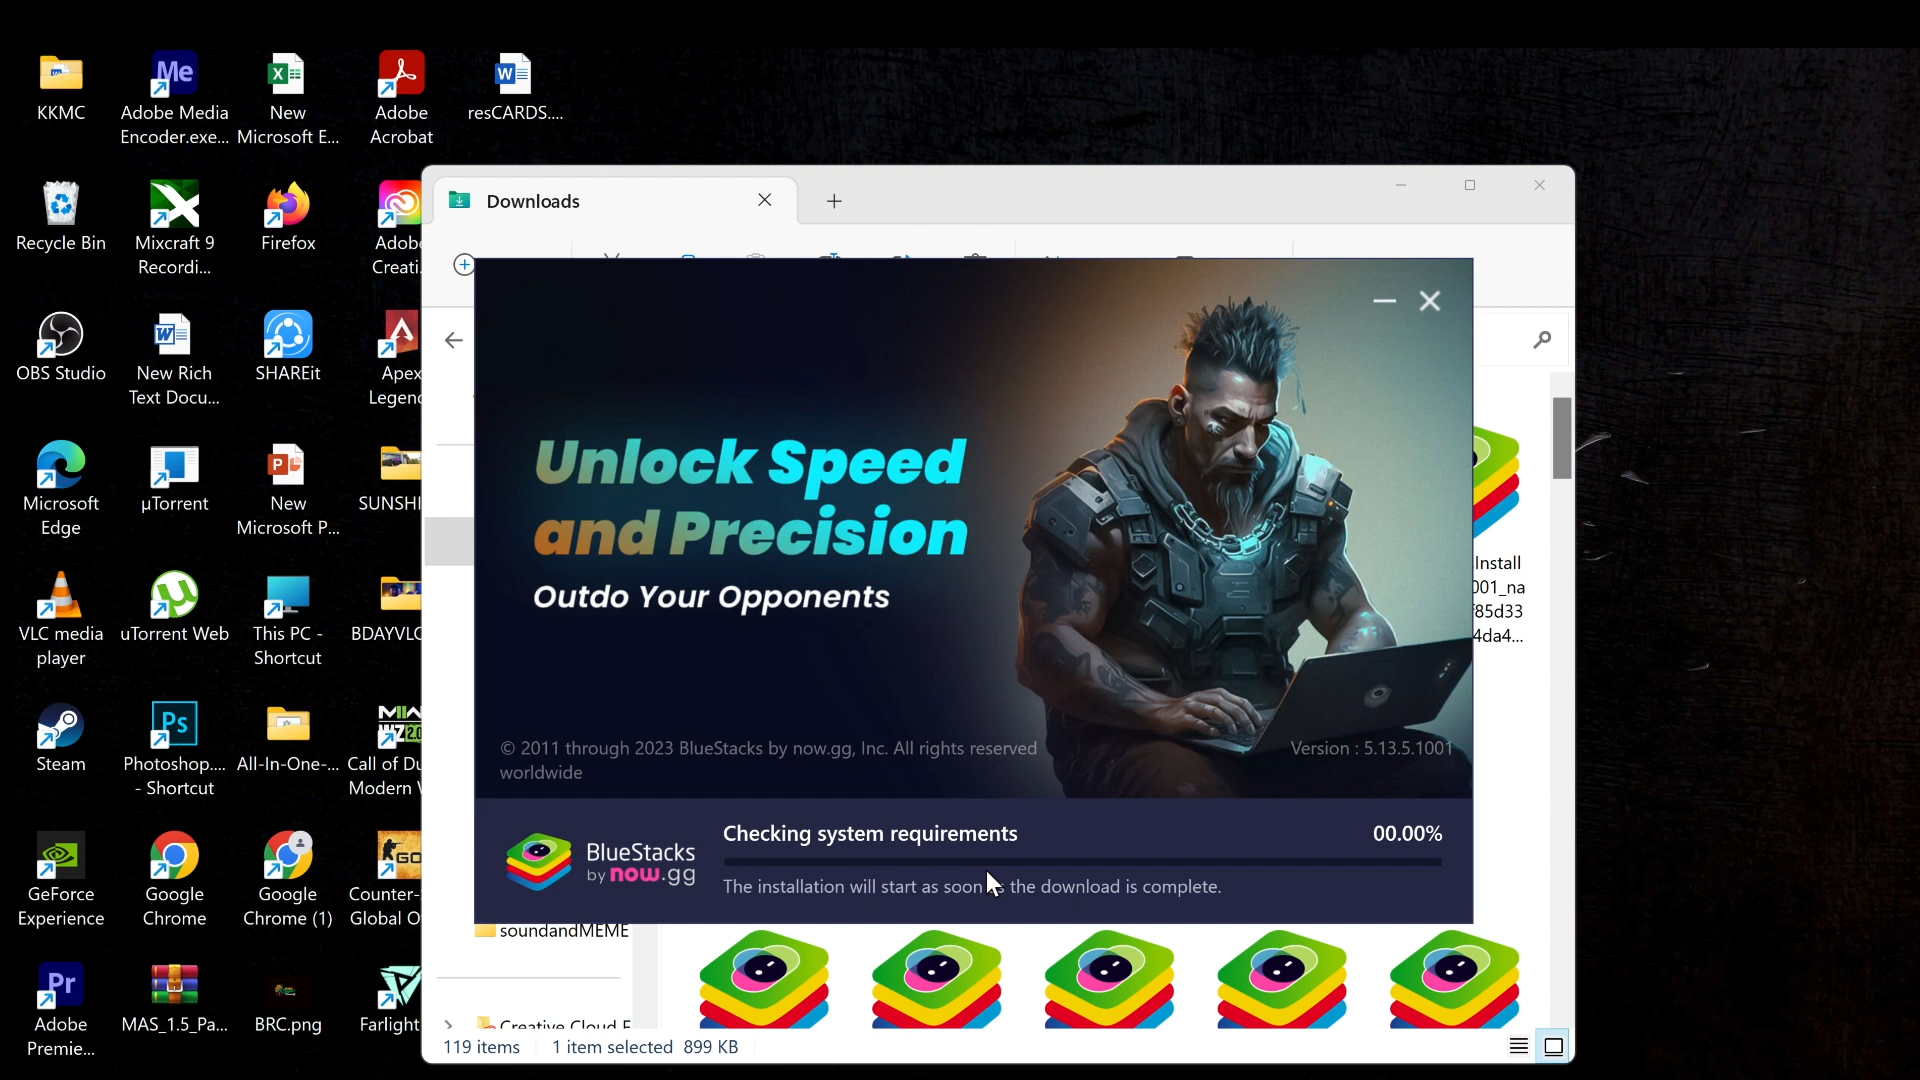 KKMC
Adobe Media
Encoder.exe...
New
Microsoft E...
Adobe
Acrobat
resCARDS....
Recycle Bin
Mixcraft 9
Recordi...
Firefox
Adobe
Creati.
OBS Studio
New Rich
Text Docu...
SHAREit
Apex
Legen
Microsoft
Edge
µTorrent
New
Microsoft P...
SUNSHI
VLC media
player
uTorrent Web
This PC -
Shortcut
BDAYVLO
Steam
Photoshop....
- Shortcut
All-In-One-...
Call of Du
Modern
GeForce
Experience
Google
Chrome
Google
Chrome (1)
Counter-
Global O
Adobe
Premie...
MAS_1.5_Pa...
BRC.png
Farlight
Downloads
Unlock Speed
and Precision
Outdo Your Opponents
© 2011 through 2023 BlueStacks by now.gg, Inc. All rights reserved
worldwide
Version : 5.13.5.1001
BlueStacks
by now.gg
Checking system requirements
00.00%
The installation will start as soon the download is complete.
Install
001_na
85d33
4da4...
soundandMEME
Creative Cloud F
119 items
1 item selected 899 KB